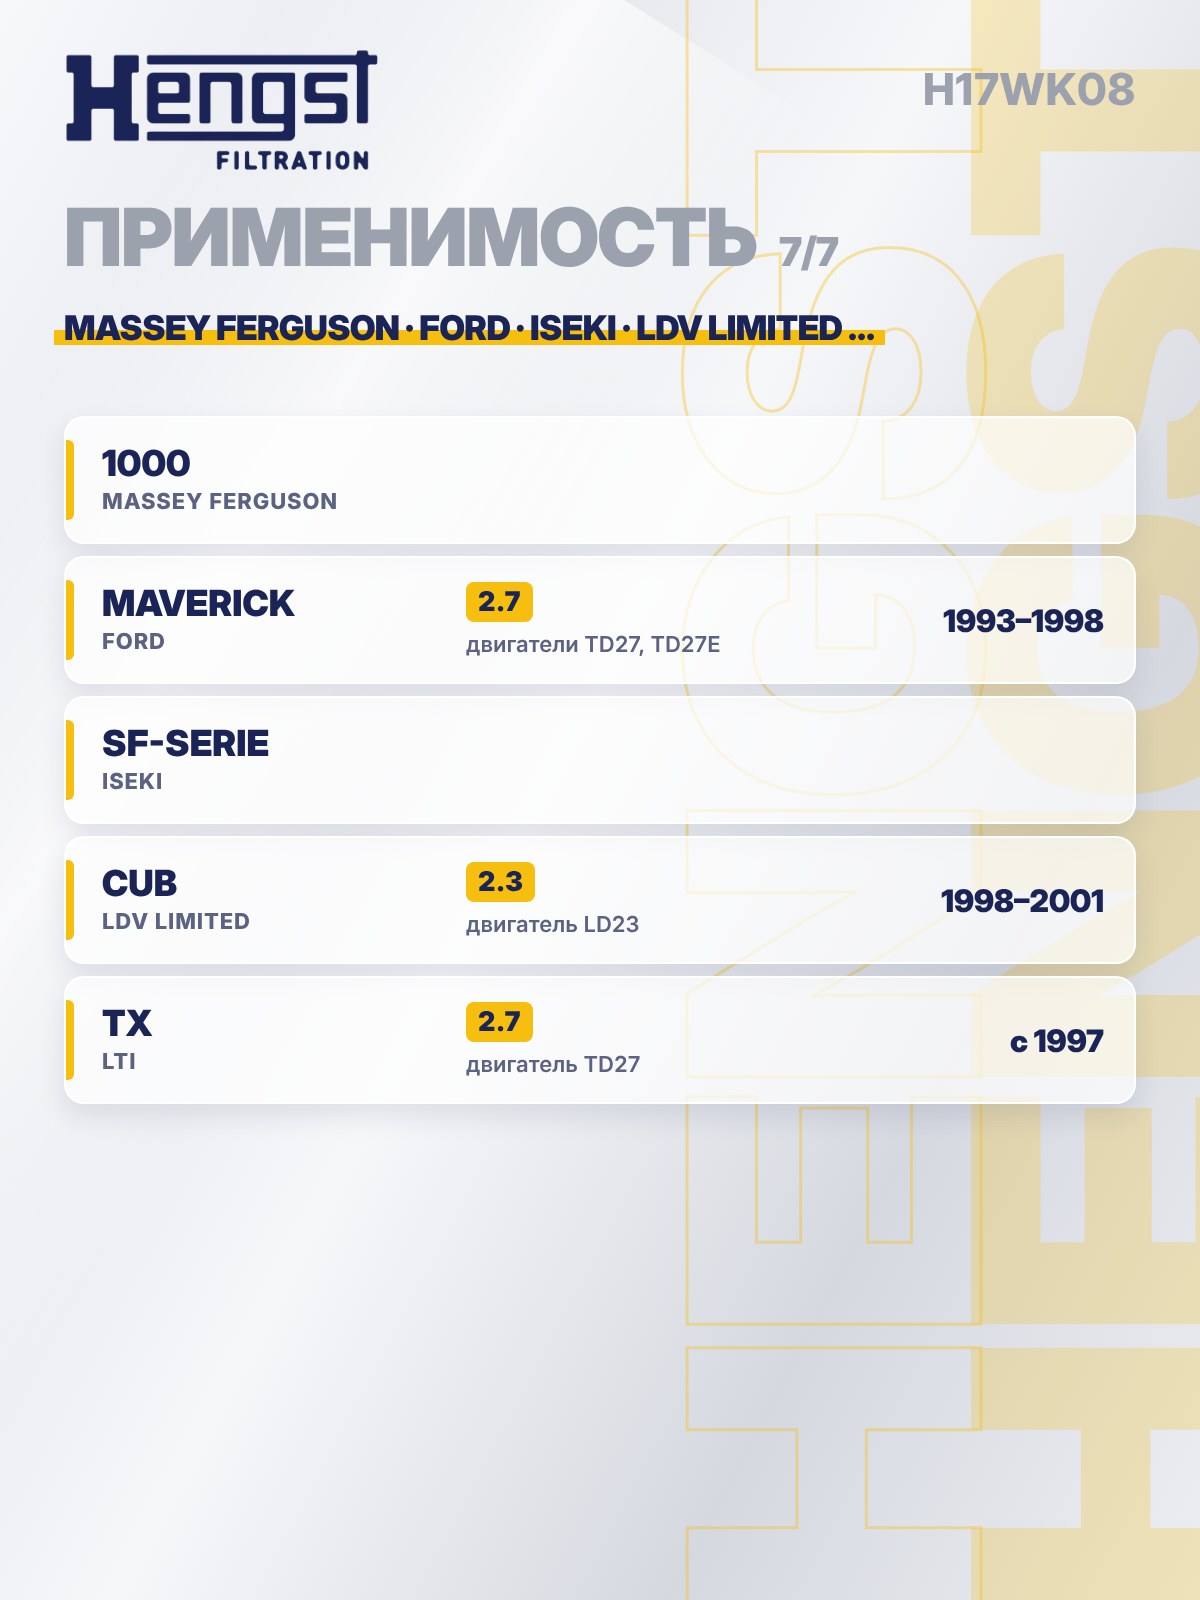 Hengst
FILTRATION
H17WK08
ПРИМЕНИМОСТЬ 7/7
MASSEY FERGUSON · FORD · ISEKI · LDV LIMITED ...
1000
MASSEY FERGUSON
MAVERICK
FORD
2.7
двигатели TD27, TD27E
1993–1998
SF-SERIE
ISEKI
CUB
LDV LIMITED
2.3
двигатель LD23
1998–2001
TX
LTI
2.7
двигатель TD27
с 1997
HENGST
HENGST